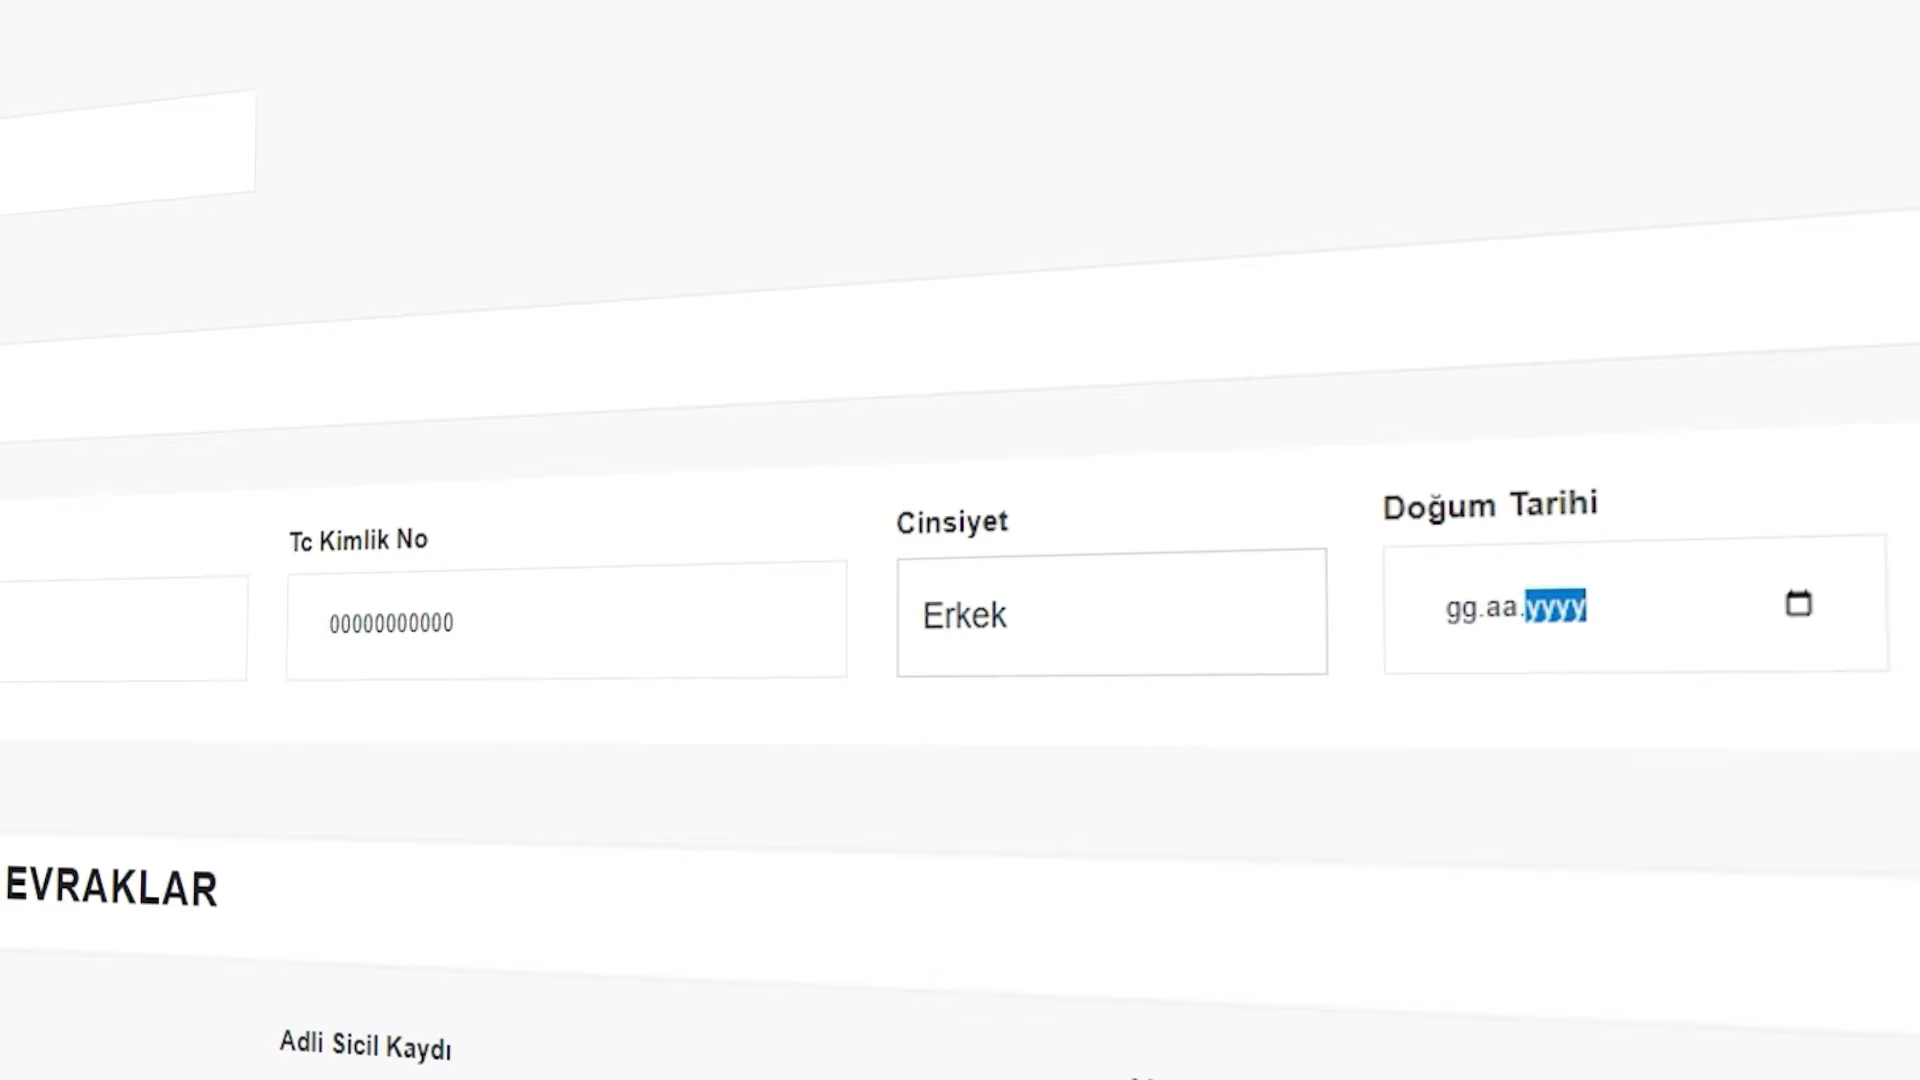 Tc Kimlik No
Cinsiyet
Doğum Tarihi
00000000000
Erkek
gg.aa.yyyy
EVRAKLAR
Adli Sicil Kaydı